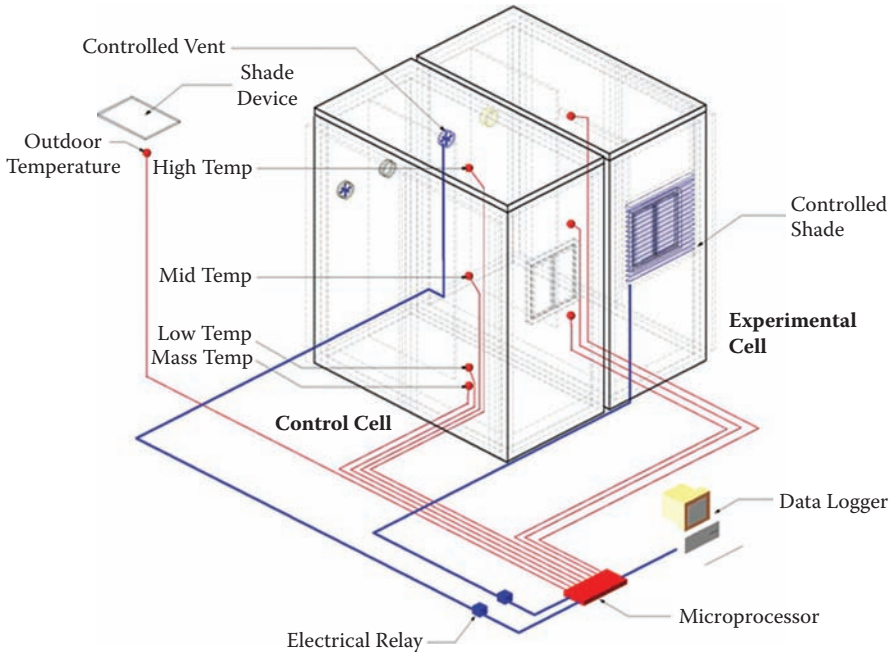 Controlled Vent
Shade
Device
Outdoor
Temperature
High Temp
Controlled
Shade
Mid Temp
Experimental
Cell
Low Temp
Mass Temp
Control Cell
Data Logger
Microprocessor
Electrical Relay